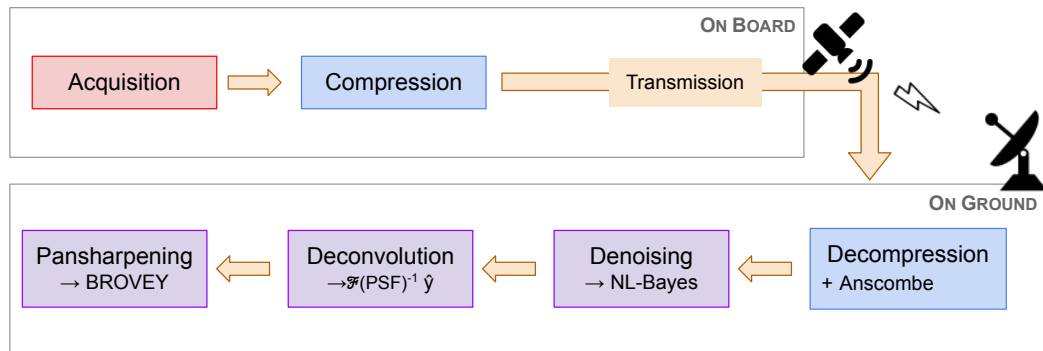 ON BOARD
Acquisition
Compression
Transmission
ON GROUND
Pansharpening
→ BROVEY
Deconvolution
→ℱ(PSF)⁻¹ ŷ
Denoising
→ NL-Bayes
Decompression
+ Anscombe